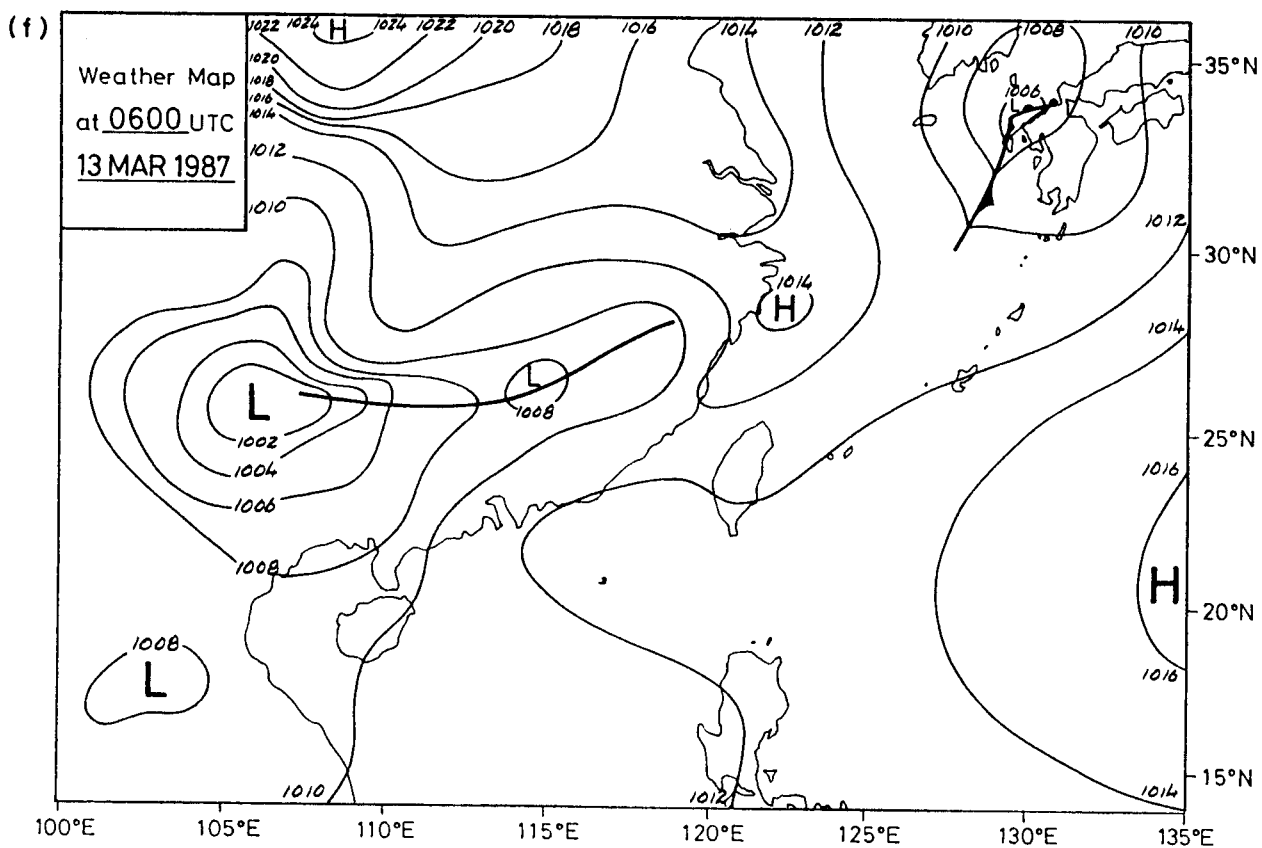 (f)
Weather Map
at 0600 UTC
13 MAR 1987
1022 1024 H 1024 1022 1020 1018 1016 1014 1012 1010 1008 1010
1020
1018
1016
1014
1012
1010
1006
L
35°N
1012
30°N
1014
H
1014
L
1008
L
1002
1004
1006
1008
25°N
1016
H
20°N
1016
1008
L
15°N
1010
1012
1014
100°E 105°E 110°E 115°E 120°E 125°E 130°E 135°E